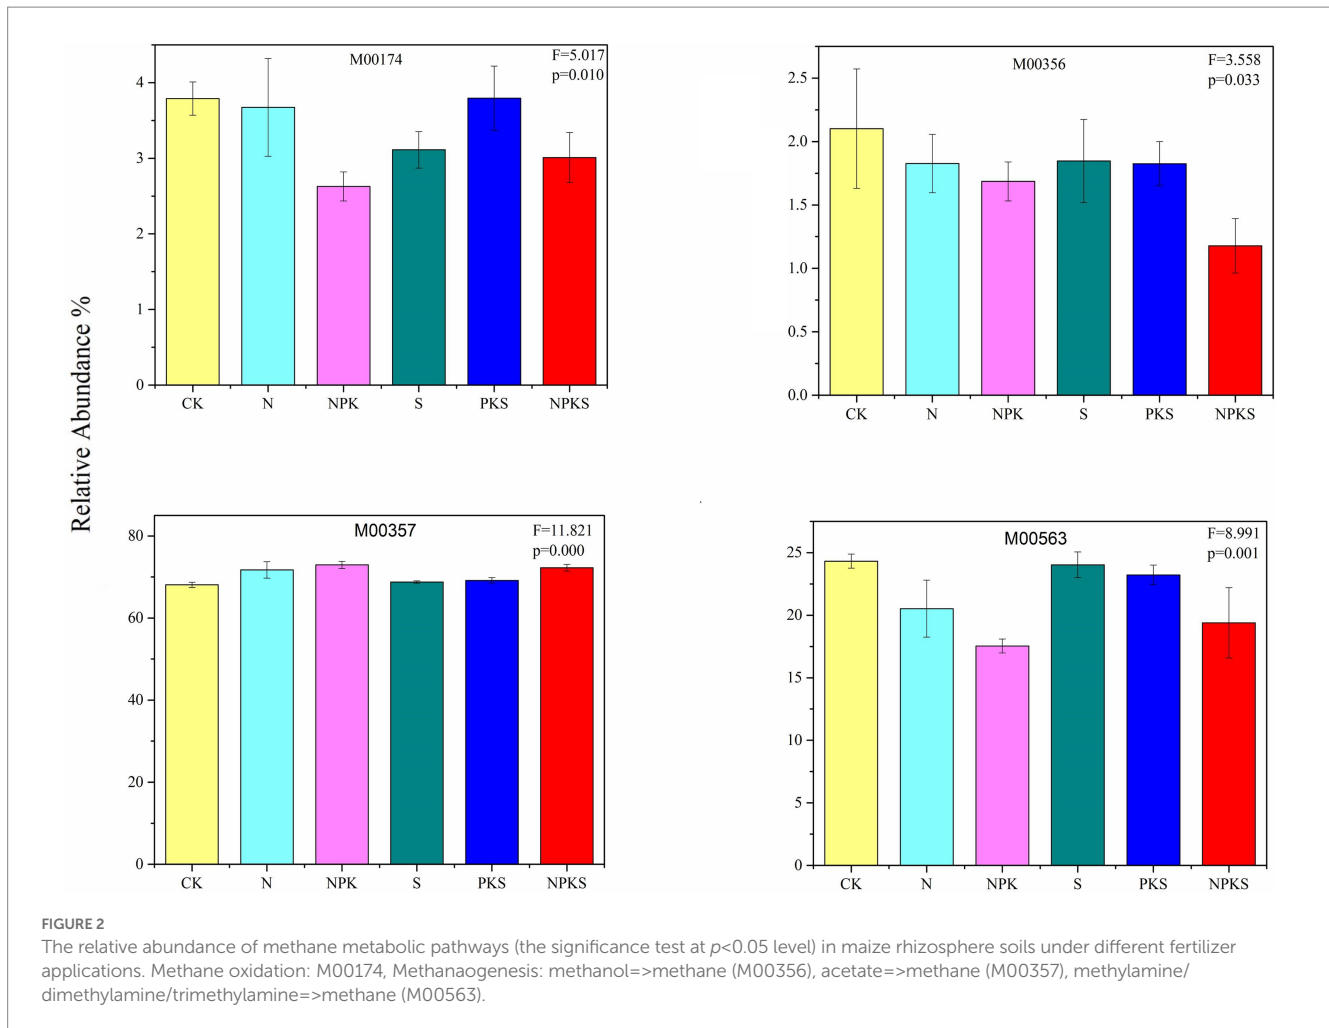 Relative Abundance %
M00174
F=5.017
p=0.010
4
3
2
1
0
CK N NPK S PKS NPKS
M00356
F=3.558
p=0.033
2.5
2.0
1.5
1.0
0.5
0.0
CK N NPK S PKS NPKS
M00357
F=11.821
p=0.000
80
60
40
20
0
CK N NPK S PKS NPKS
M00563
F=8.991
p=0.001
25
20
15
10
5
0
CK N NPK S PKS NPKS
FIGURE 2
The relative abundance of methane metabolic pathways (the significance test at p<0.05 level) in maize rhizosphere soils under different fertilizer
applications. Methane oxidation: M00174, Methanaogenesis: methanol=>methane (M00356), acetate=>methane (M00357), methylamine/
dimethylamine/trimethylamine=>methane (M00563).